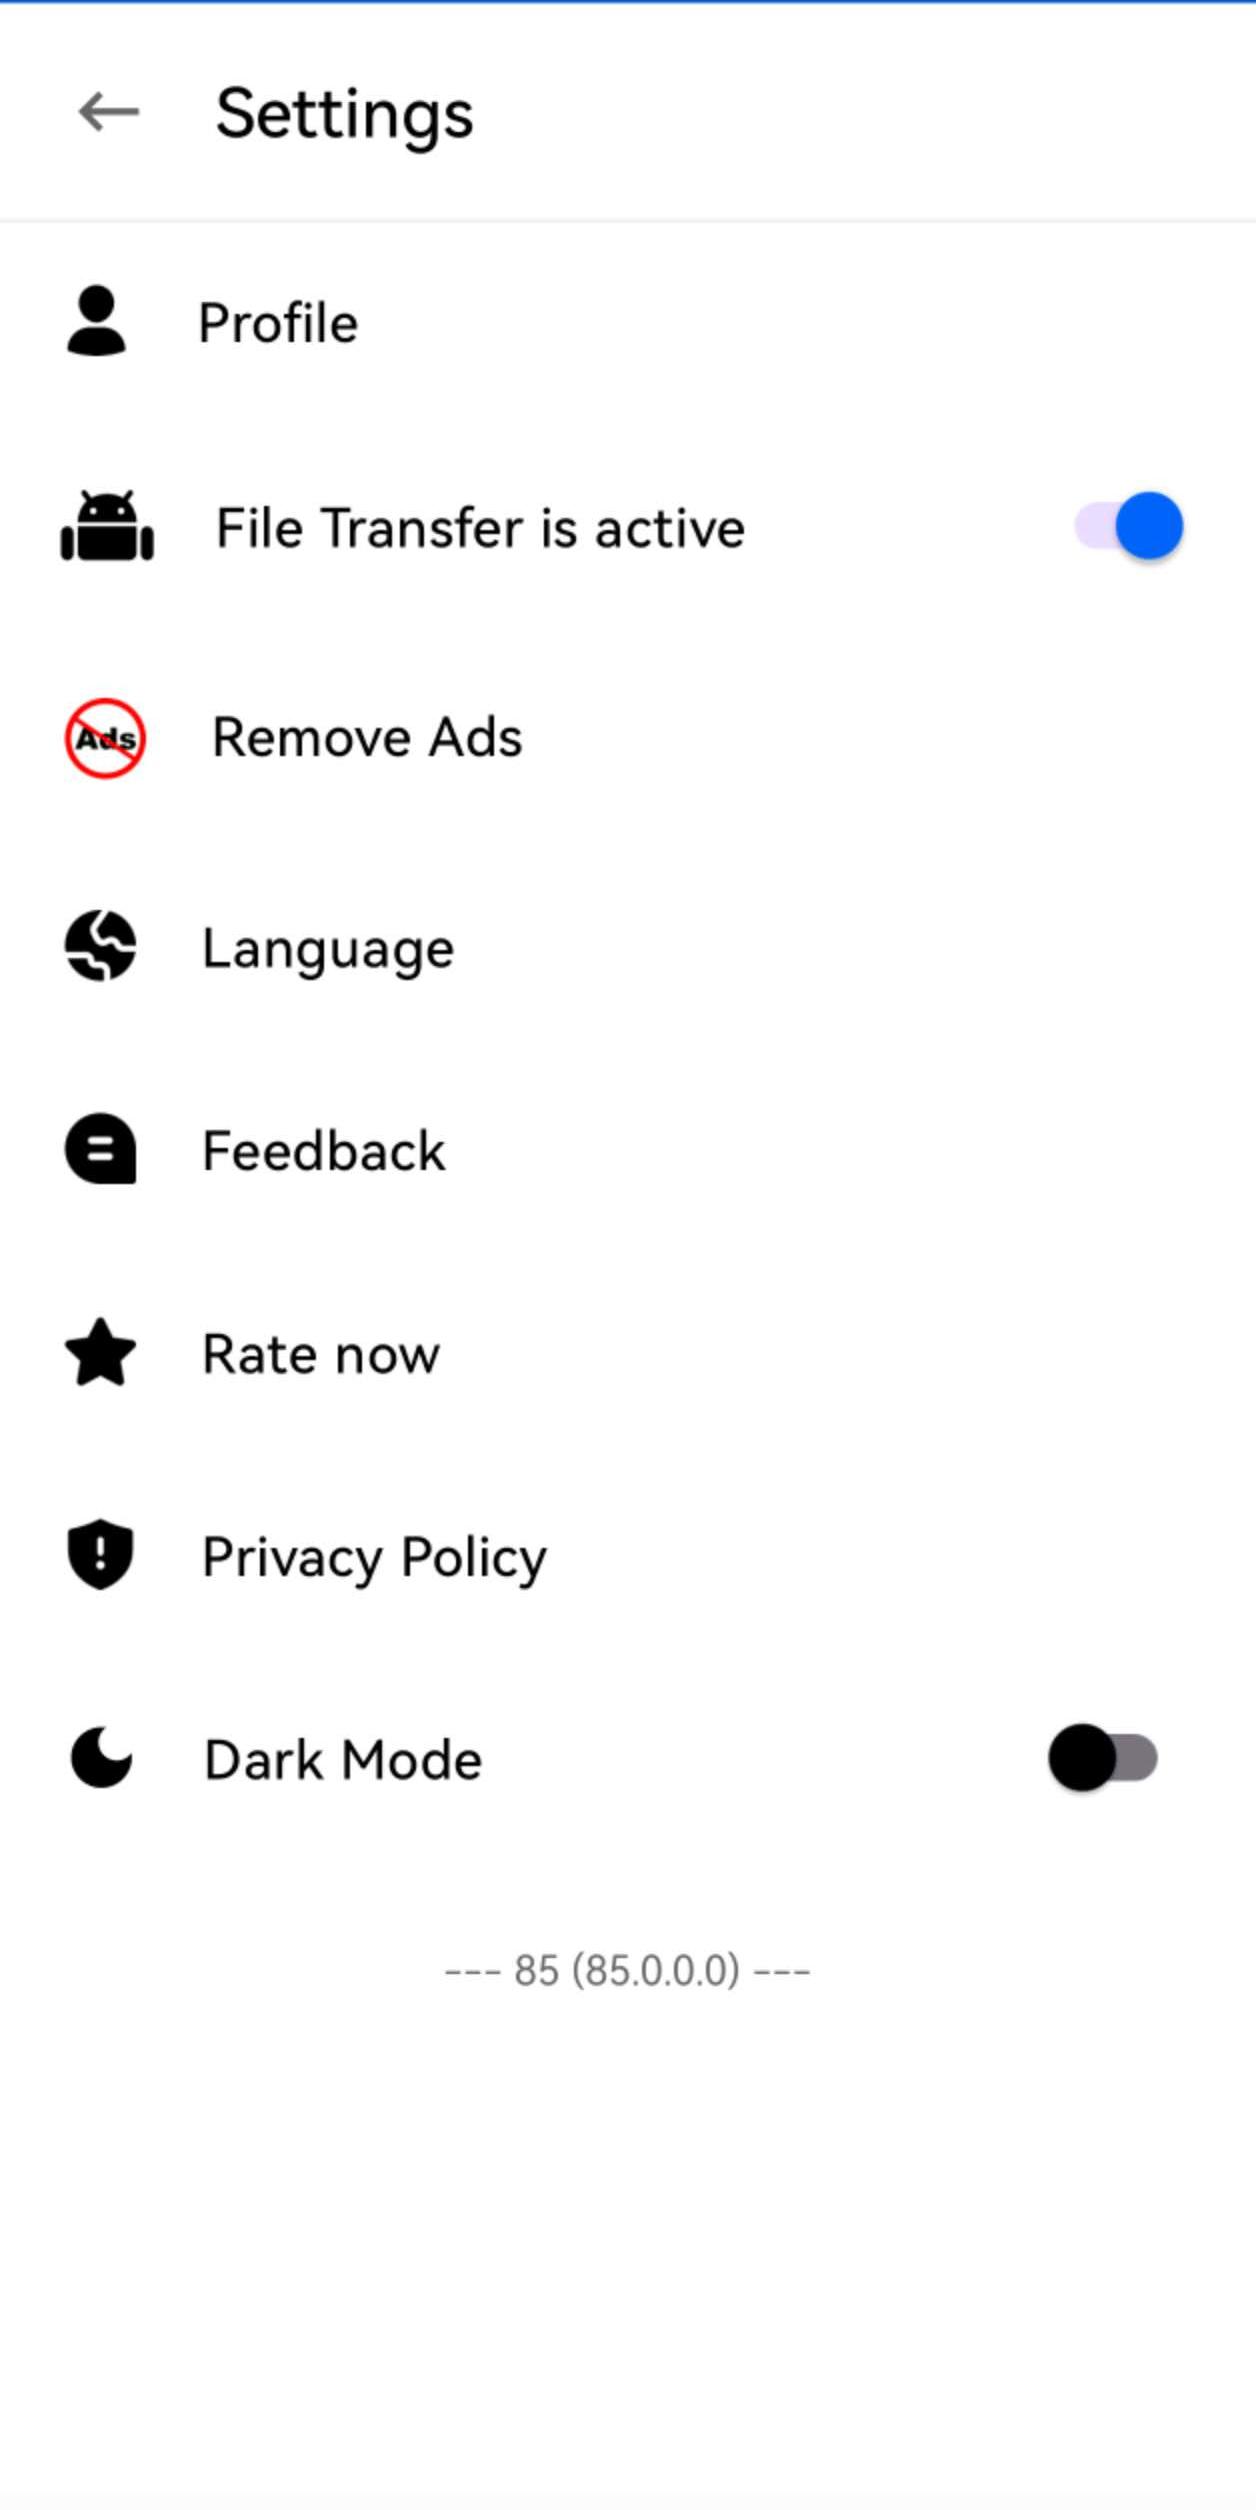 Settings
Profile
File Transfer is active
Ads
Remove Ads
Language
Feedback
Rate now
Privacy Policy
Dark Mode
--- 85 (85.0.0.0) ---